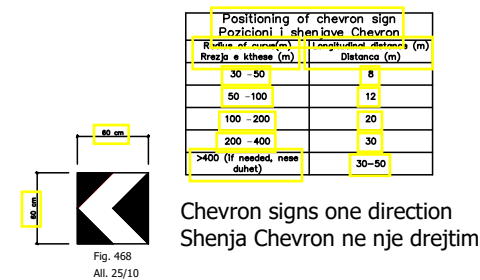 Positioning of chevron sign
Pozicioni i shenjave Chevron
Radius of curve(m) Longitudinal distance (m)
Rrezja e kthese (m) Distanca (m)
30 -50 8
50 -100 12
100 -200 20
200 -400 30
>400 (If needed, nese duhet) 30-50
60 cm
60 cm
Chevron signs one direction
Shenja Chevron ne nje drejtim
Fig. 468
All. 25/10